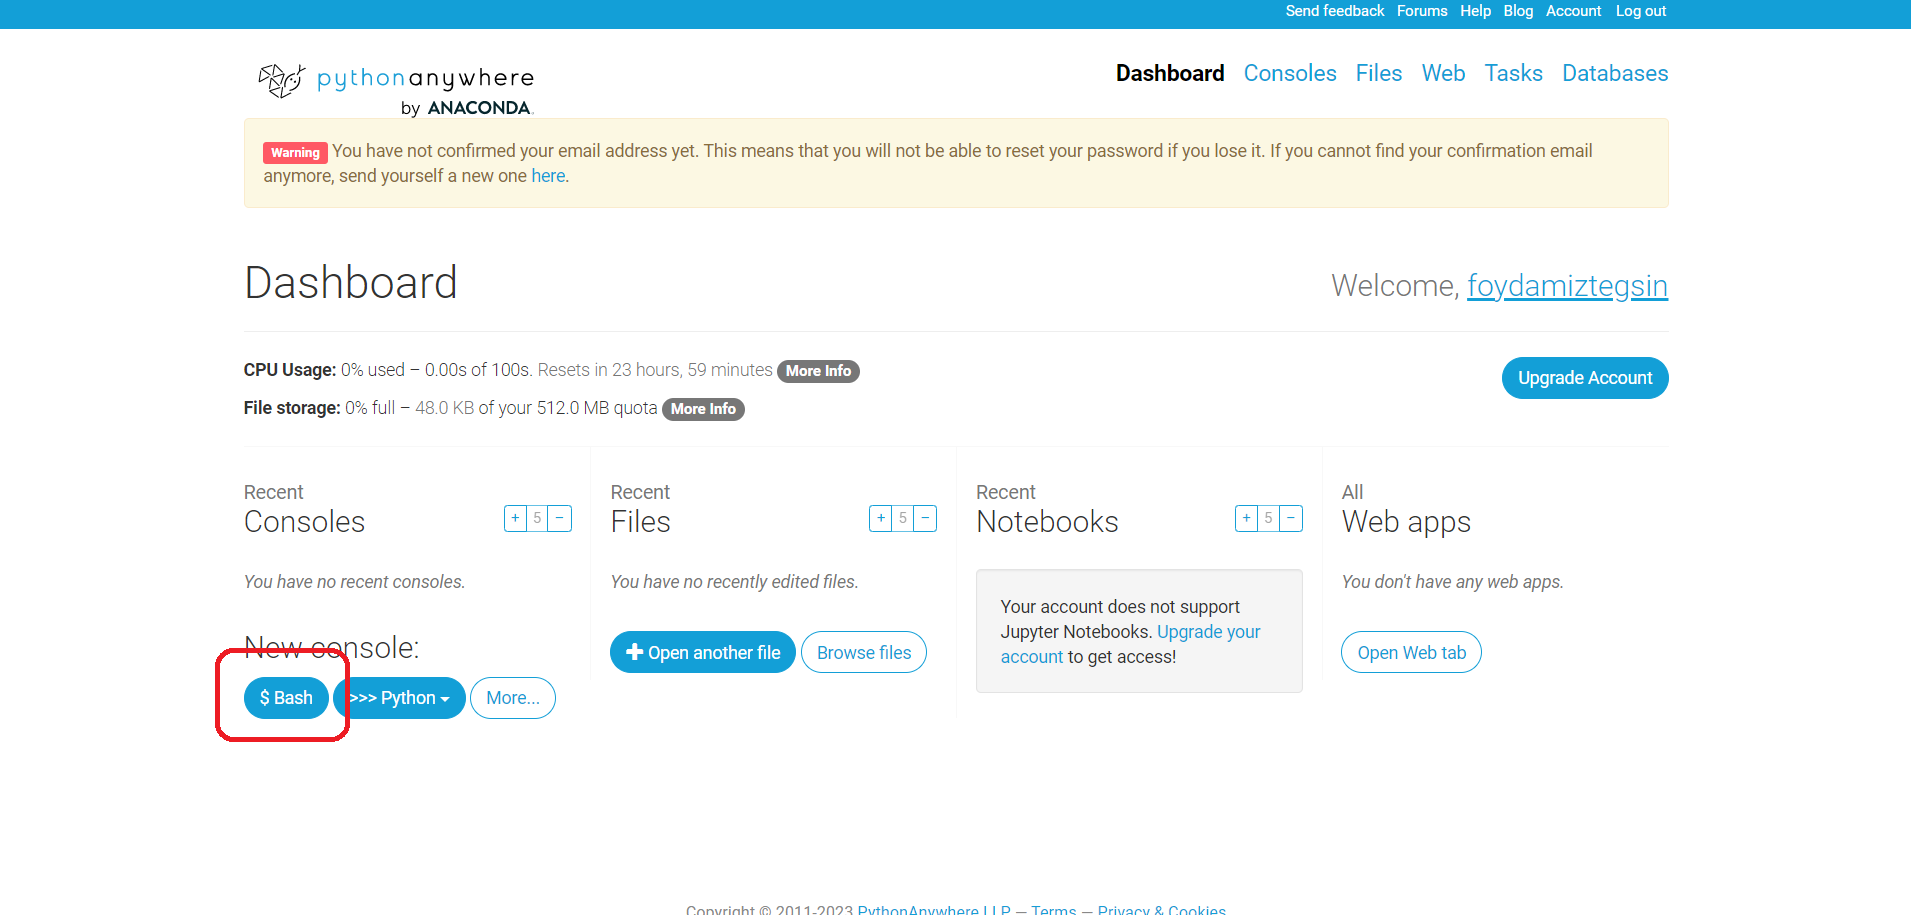 Send feedback Forums Help Blog Account Log out
pythonanywhere
by ANACONDA.
Dashboard Consoles Files Web Tasks Databases
Warning You have not confirmed your email address yet. This means that you will not be able to reset your password if you lose it. If you cannot find your confirmation email
anymore, send yourself a new one here.
Dashboard
Welcome, foydamiztegsin
CPU Usage: 0% used – 0.00s of 100s. Resets in 23 hours, 59 minutes More Info
Upgrade Account
File storage: 0% full – 48.0 KB of your 512.0 MB quota More Info
Recent
Consoles
+ 5 −
You have no recent consoles.
New console:
$ Bash
>>> Python
More...
Recent
Files
+ 5 −
You have no recently edited files.
+ Open another file
Browse files
Recent
Notebooks
+ 5 −
Your account does not support
Jupyter Notebooks. Upgrade your
account to get access!
All
Web apps
You don't have any web apps.
Open Web tab
Copyright © 2011-2023 PythonAnywhere LLP — Terms — Privacy & Cookies